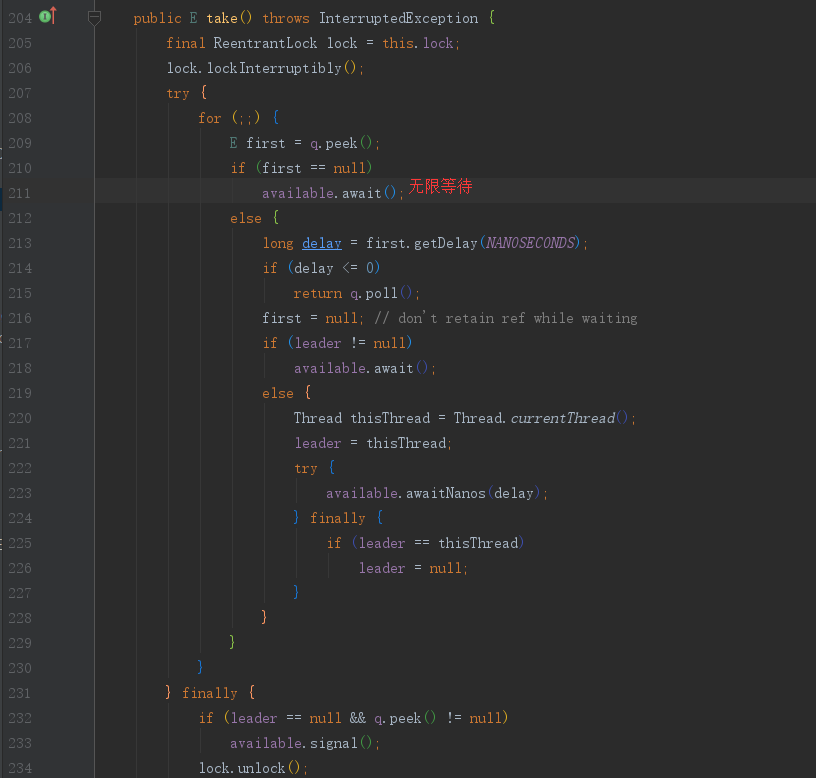 204 public E take() throws InterruptedException {
205 final ReentrantLock lock = this.lock;
206 lock.lockInterruptibly();
207 try {
208 for (;;) {
209 E first = q.peek();
210 if (first == null)
211 available.await(); 无限等待
212 else {
213 long delay = first.getDelay(NANOSECONDS);
214 if (delay <= 0)
215 return q.poll();
216 first = null; // don't retain ref while waiting
217 if (leader != null)
218 available.await();
219 else {
220 Thread thisThread = Thread.currentThread();
221 leader = thisThread;
222 try {
223 available.awaitNanos(delay);
224 } finally {
225 if (leader == thisThread)
226 leader = null;
227 }
228 }
229 }
230 }
231 } finally {
232 if (leader == null && q.peek() != null)
233 available.signal();
234 lock.unlock();